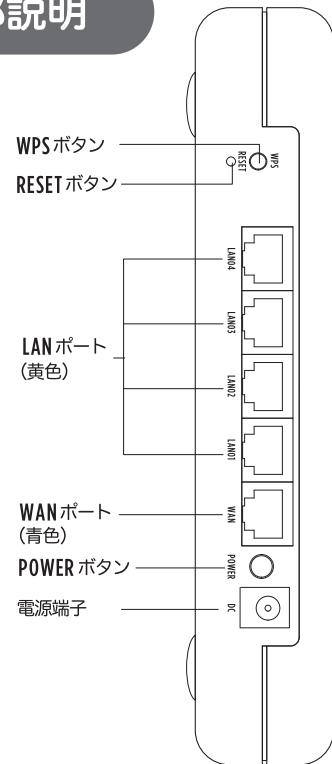 説明
WPSボタン
RESETボタン
LANポート
(黄色)
WANポート
(青色)
POWERボタン
電源端子
WPS
RESET
LAN04
LAN03
LAN02
LAN01
WAN
POWER
DC